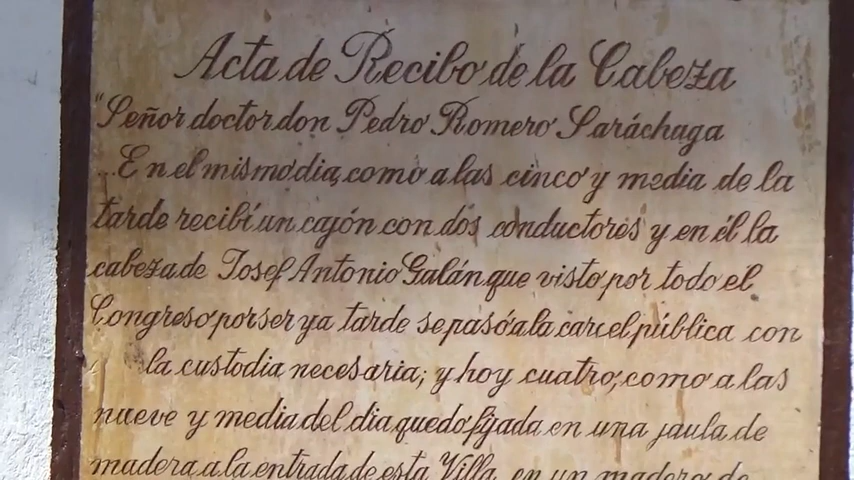 Acta de Recibo de la Cabeza
"Señor doctor don Pedro Romero Saráchaga
...En el mismo dia, como a las cinco y media de la
tarde recibí un cajón con dós conductores y en él la
cabeza de Josef Antonio Galán que visto por todo el
Congreso por ser ya tarde se pasó a la carcel pública con
la custodia necesaria; y hoy cuatro, como a las
nueve y media del dia quedo fijada en una jaula de
madera a la entrada de esta Villa en un madero de